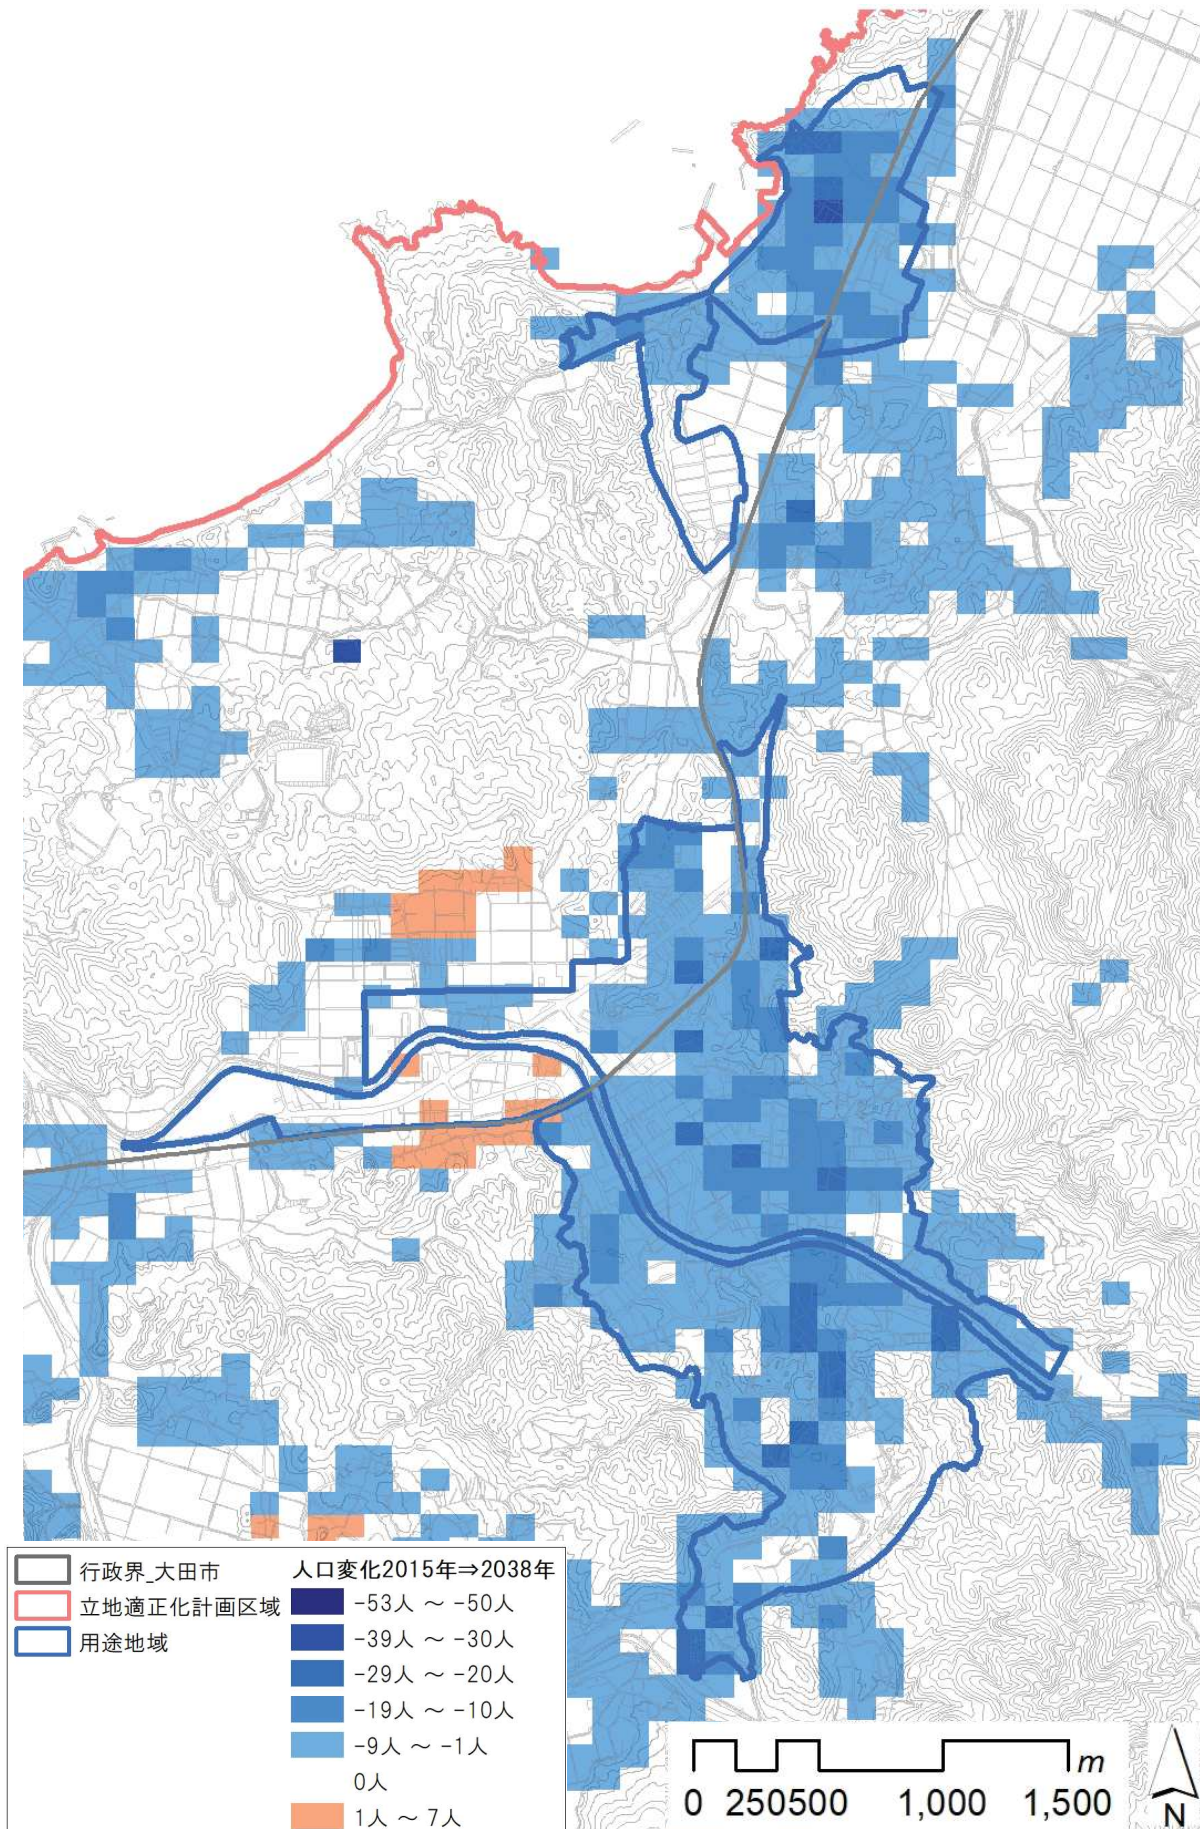 行政界_大田市
立地適正化計画区域
用途地域
人口変化2015年⇒2038年
-53人 ～ -50人
-39人 ～ -30人
-29人 ～ -20人
-19人 ～ -10人
-9人 ～ -1人
0人
1人 ～ 7人
m
0 250500 1,000 1,500
N